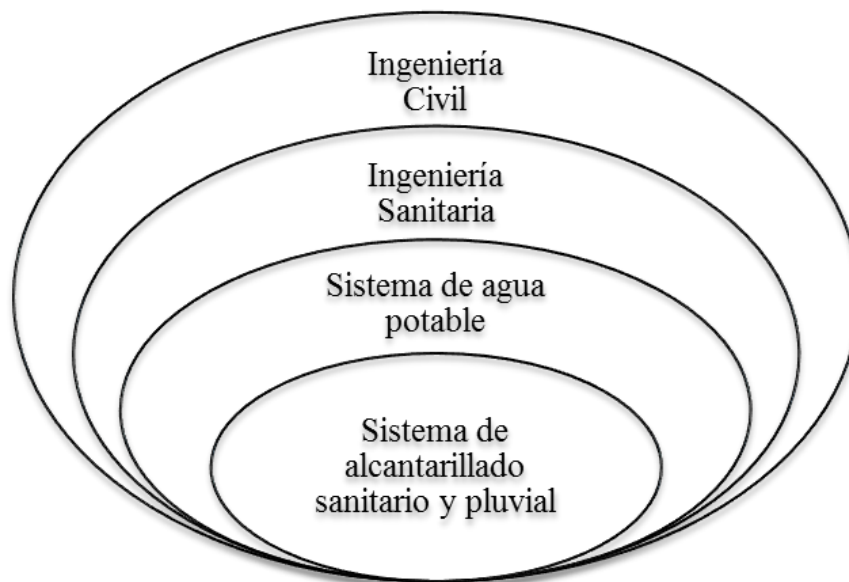 Ingeniería
Civil
Ingeniería
Sanitaria
Sistema de agua
potable
Sistema de
alcantarillado
sanitario y pluvial